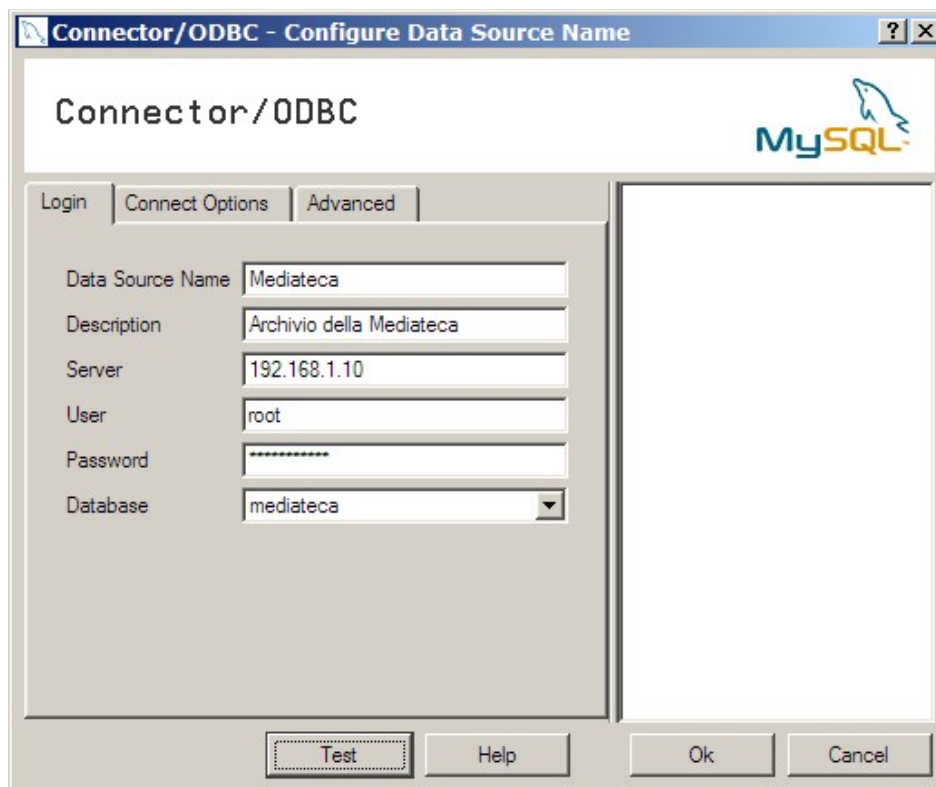 Connector/ODBC - Configure Data Source Name
Connector/ODBC
MySQL
Login Connect Options Advanced
Data Source Name Mediateca
Description Archivio della Mediateca
Server 192.168.1.10
User root
Password ***********
Database mediateca
Test Help Ok Cancel